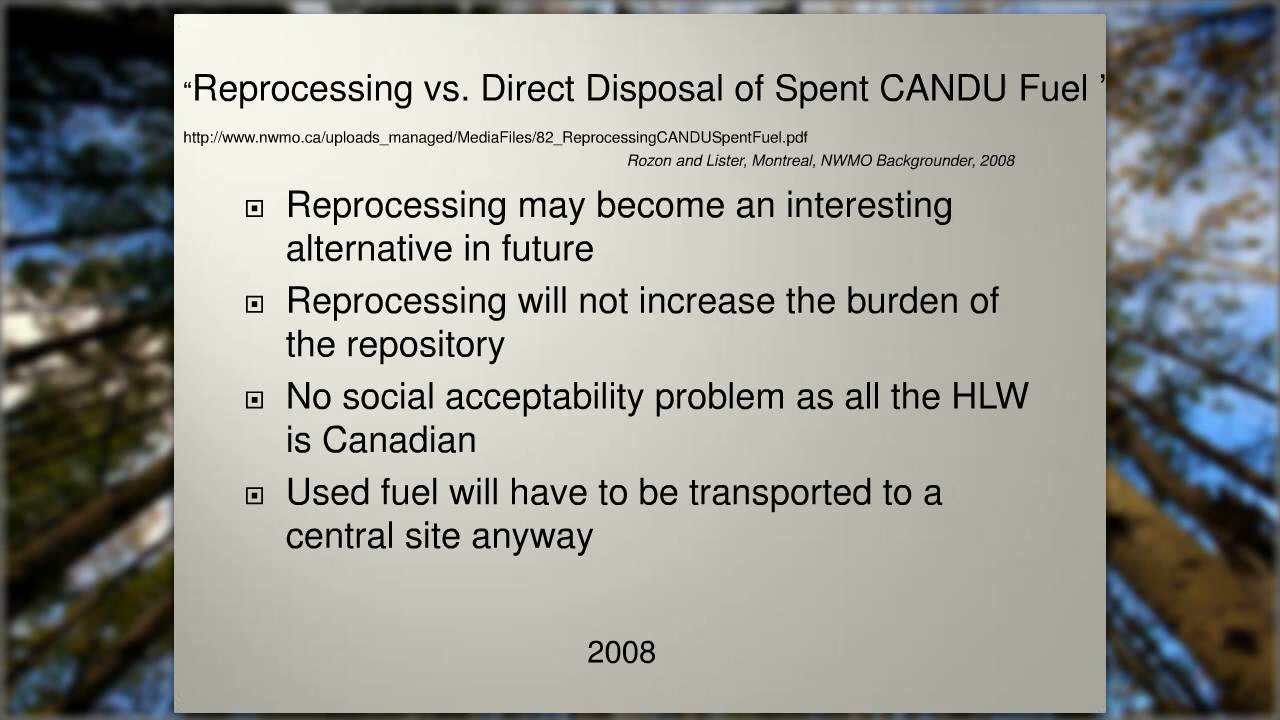 “Reprocessing vs. Direct Disposal of Spent CANDU Fuel ”
http://www.nwmo.ca/uploads_managed/MediaFiles/82_ReprocessingCANDUSpentFuel.pdf
Rozon and Lister, Montreal, NWMO Backgrounder, 2008
Reprocessing may become an interesting
alternative in future
Reprocessing will not increase the burden of
the repository
No social acceptability problem as all the HLW
is Canadian
Used fuel will have to be transported to a
central site anyway
2008